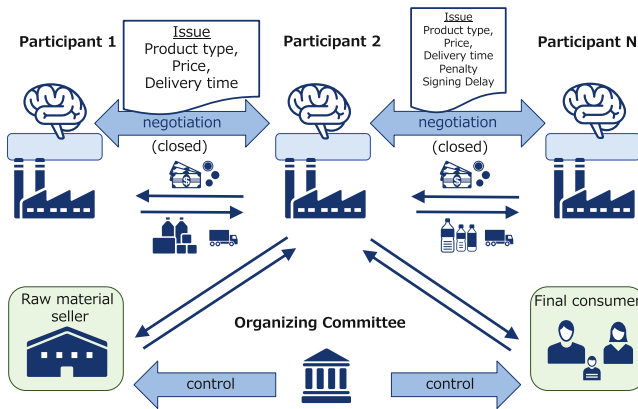 Participant 1
Issue
Product type,
Price,
Delivery time
negotiation
(closed)
Participant 2
Issue
Product type,
Price,
Delivery time
Penalty
Signing Delay
negotiation
(closed)
Participant N
$
$
Raw material
seller
Organizing Committee
control
control
Final consumer